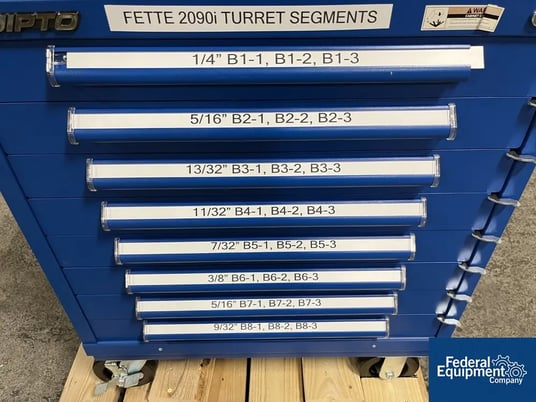 DIPTO
FETTE 2090i TURRET SEGMENTS
1/4" B1-1, B1-2, B1-3
5/16" B2-1, B2-2, B2-3
13/32" B3-1, B3-2, B3-3
11/32" B4-1, B4-2, B4-3
7/32" B5-1, B5-2, B5-3
3/8" B6-1, B6-2, B6-3
5/16" B7-1, B7-2, B7-3
9/32" B8-1, B8-2, B8-3
Federal
Equipment
Company